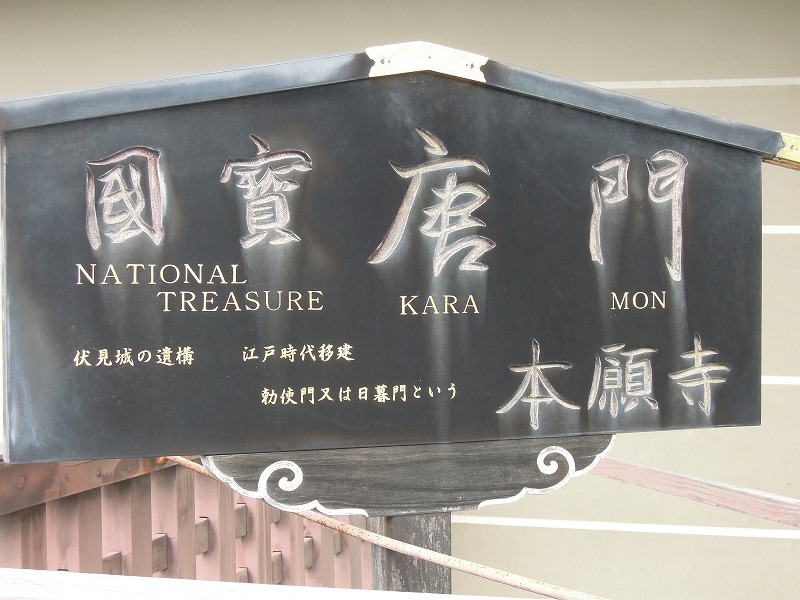 國寶 唐門
NATIONAL TREASURE KARA MON
伏見城の遺構 江戸時代移建
勅使門又は日暮門という
本願寺